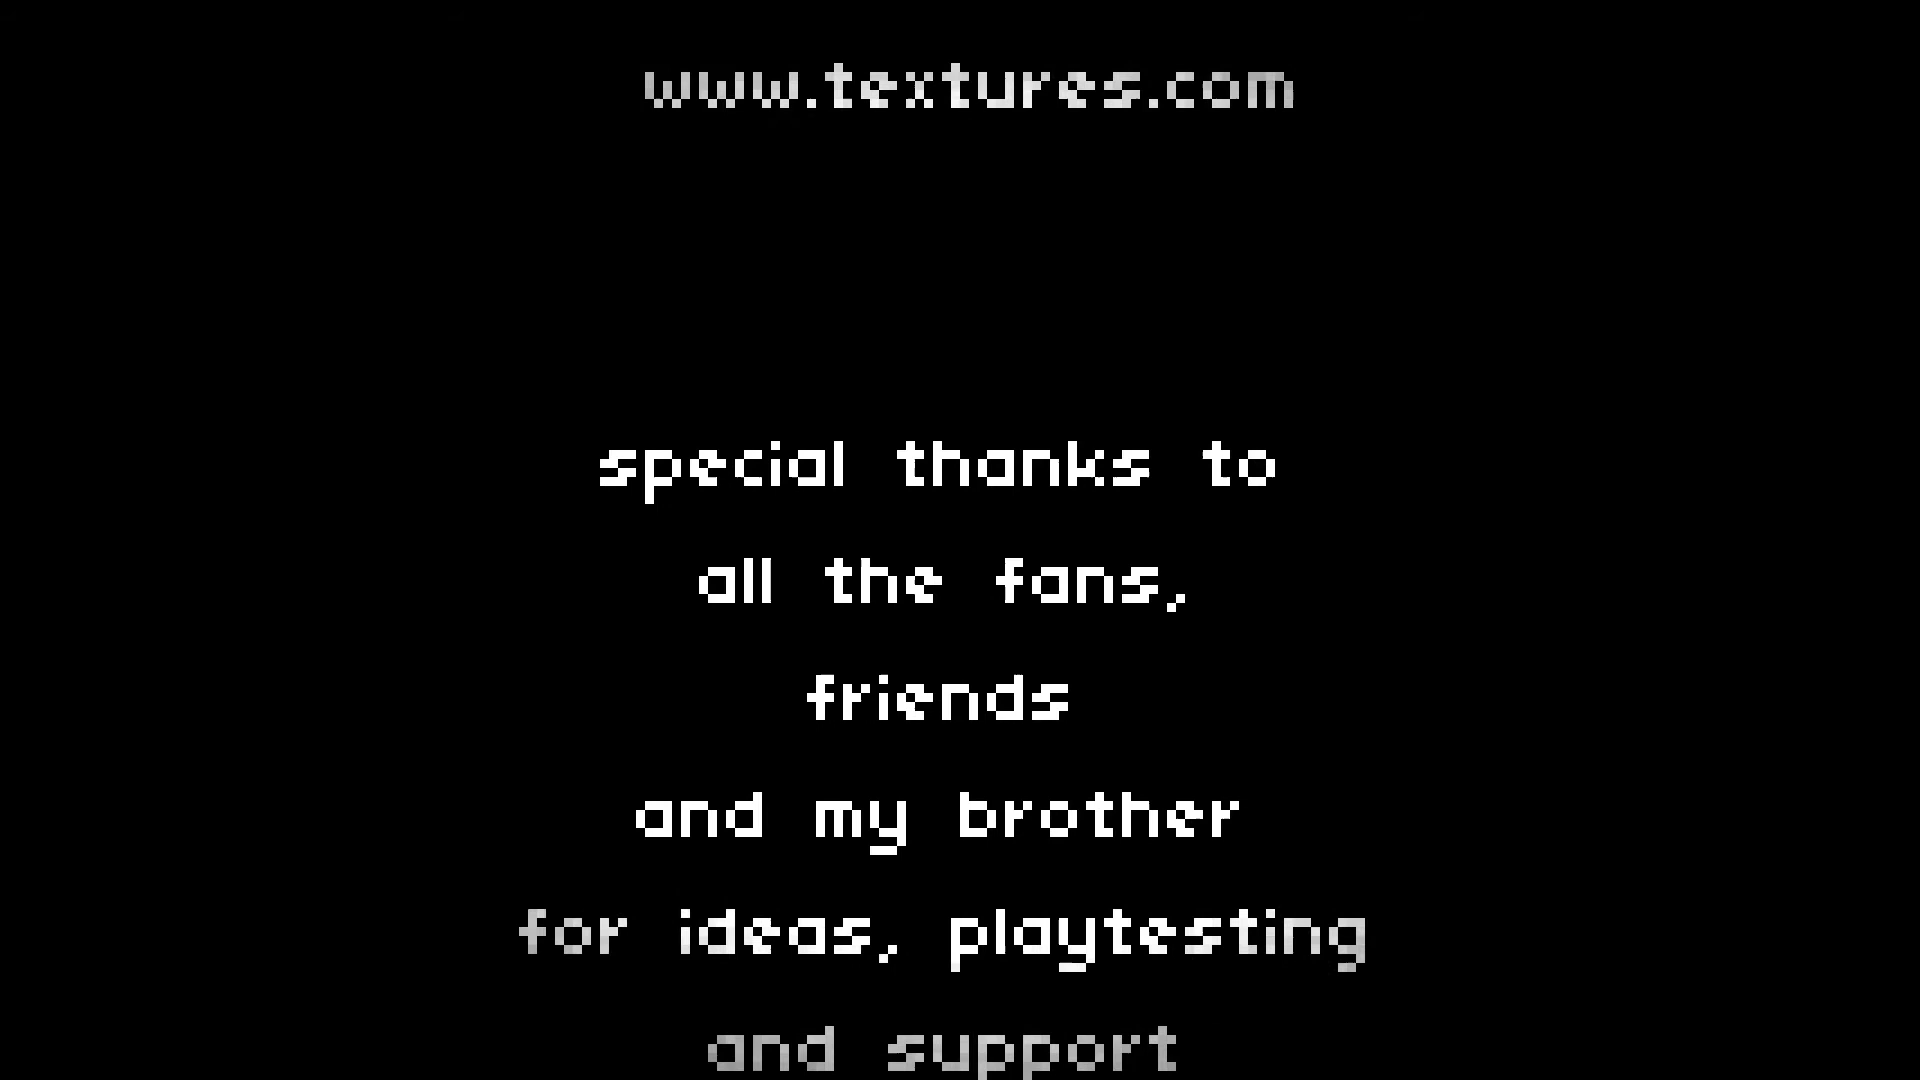 www.textures.com
special thanks to
all the fans,
friends
and my brother
for ideas, playtesting
and support